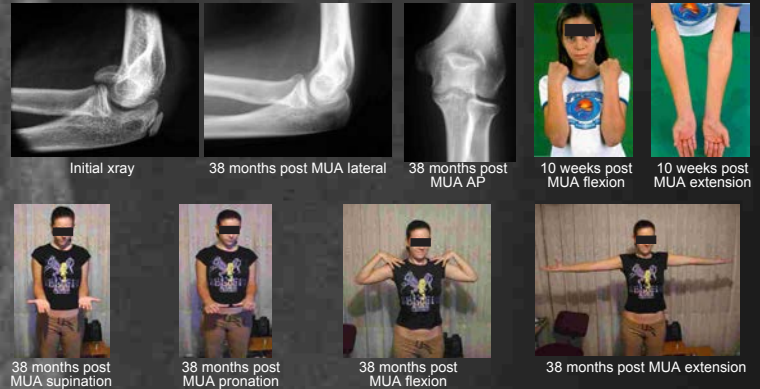 Initial xray
38 months post MUA lateral
38 months post
MUA AP
10 weeks post
MUA flexion
10 weeks post
MUA extension
38 months post
MUA supination
38 months post
MUA pronation
38 months post
MUA flexion
38 months post MUA extension